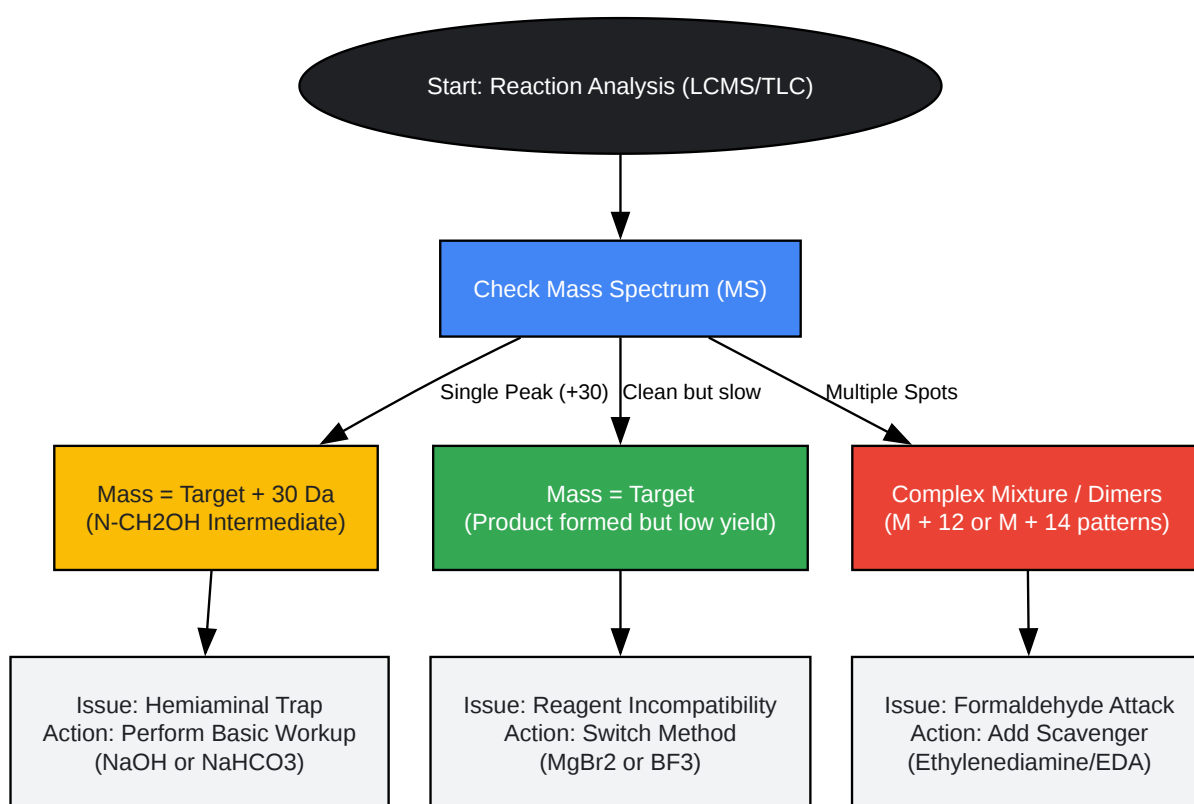 Start: Reaction Analysis (LCMS/TLC)
Check Mass Spectrum (MS)
Single Peak (+30)
Clean but slow
Multiple Spots
Mass = Target + 30 Da
(N-CH2OH Intermediate)
Mass = Target
(Product formed but low yield)
Complex Mixture / Dimers
(M + 12 or M + 14 patterns)
Issue: Hemiaminal Trap
Action: Perform Basic Workup
(NaOH or NaHCO3)
Issue: Reagent Incompatibility
Action: Switch Method
(MgBr2 or BF3)
Issue: Formaldehyde Attack
Action: Add Scavenger
(Ethylenediamine/EDA)